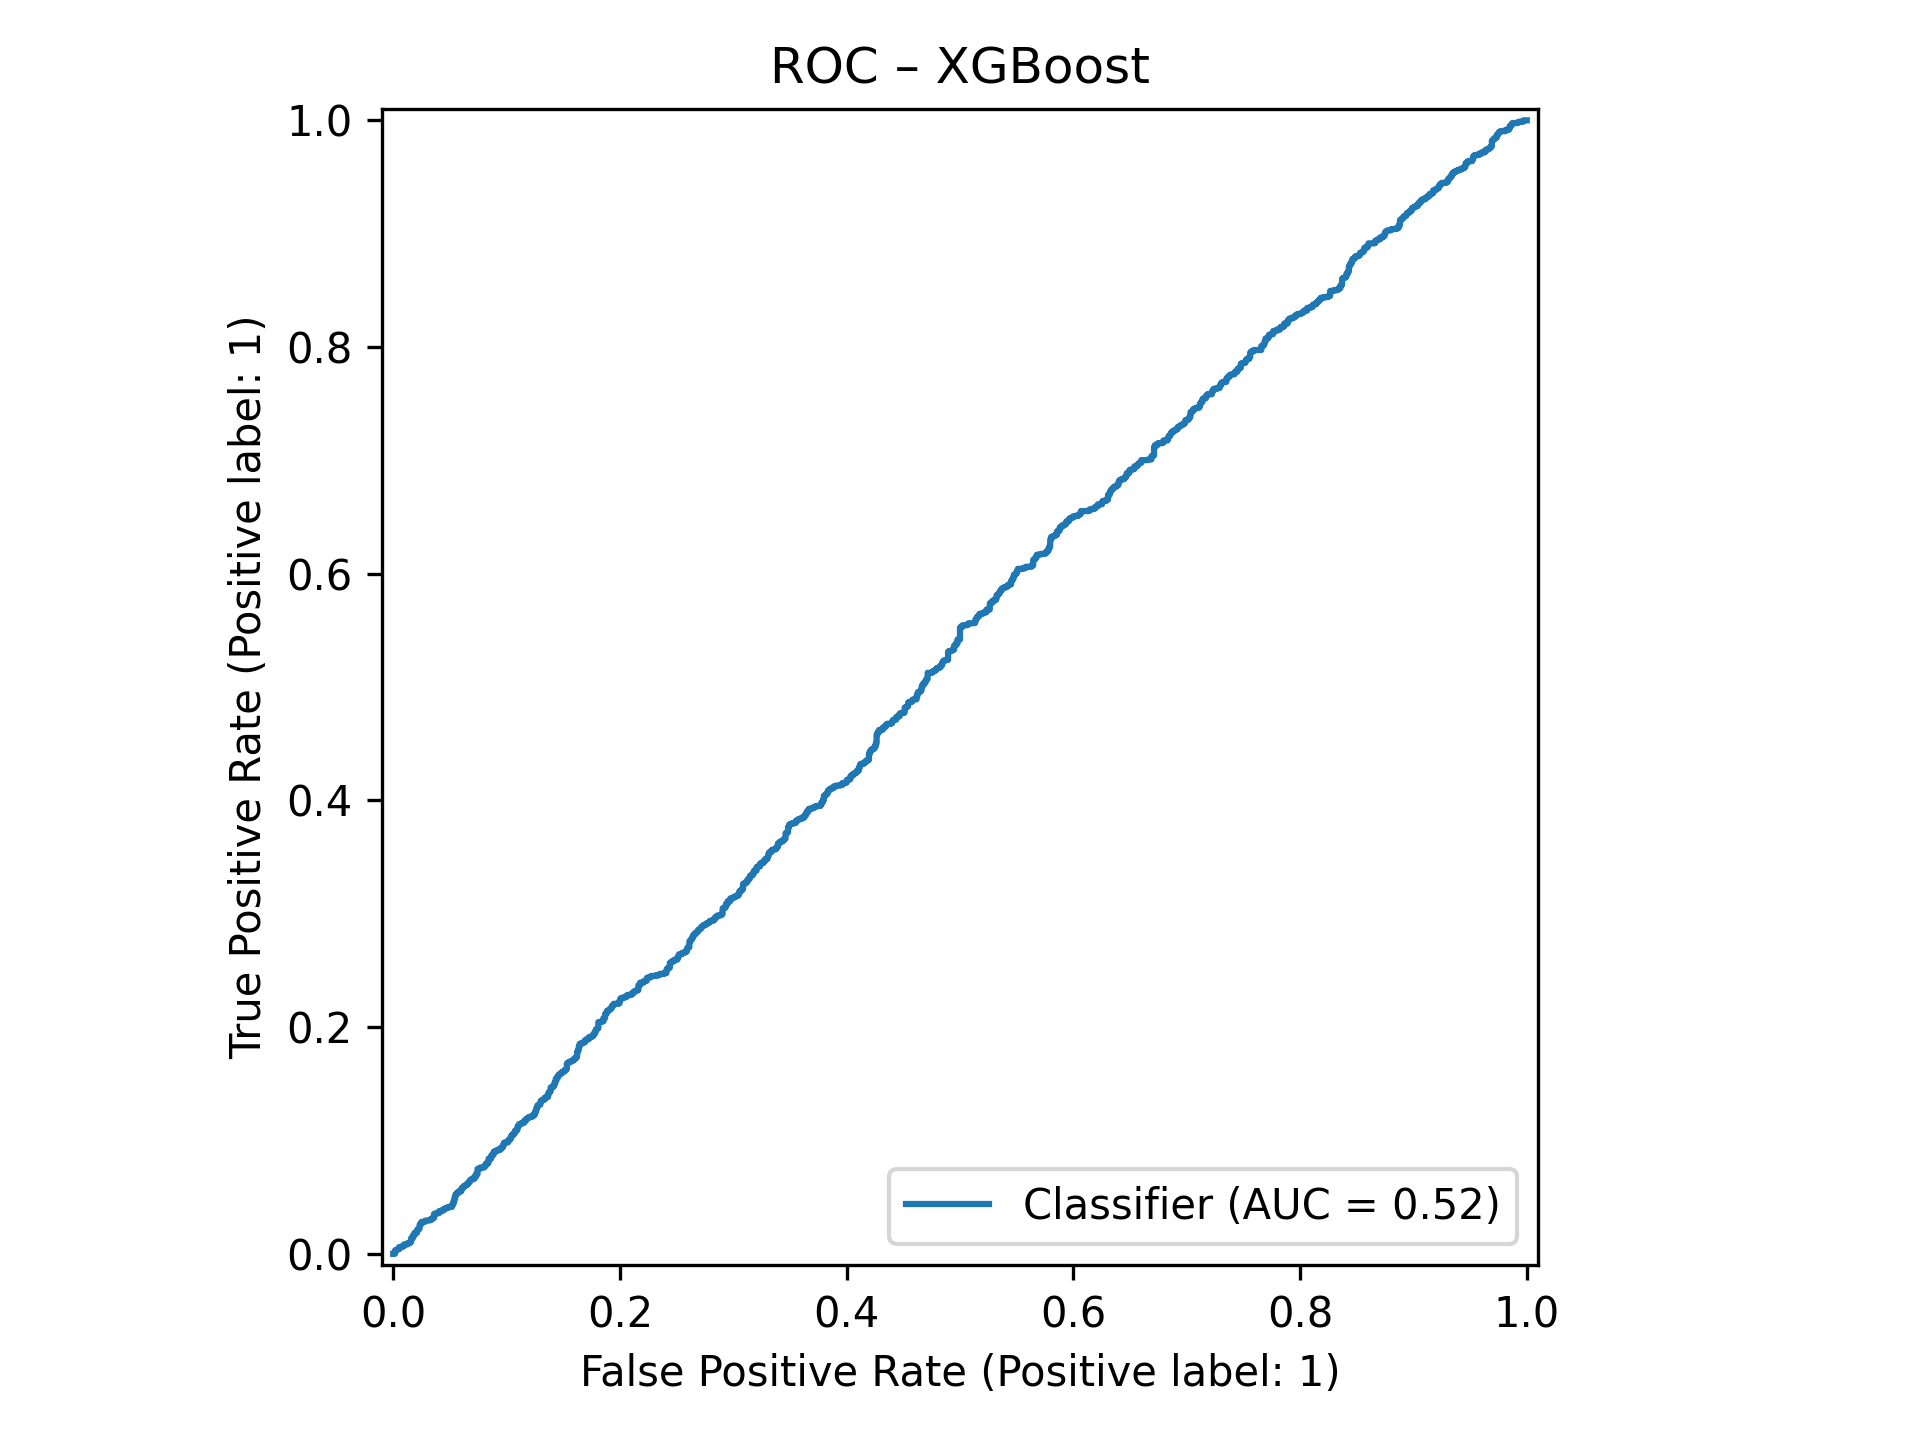 ROC – XGBoost
True Positive Rate (Positive label: 1)
1.0
0.8
0.6
0.4
0.2
0.0
Classifier (AUC = 0.52)
0.0 0.2 0.4 0.6 0.8 1.0
False Positive Rate (Positive label: 1)